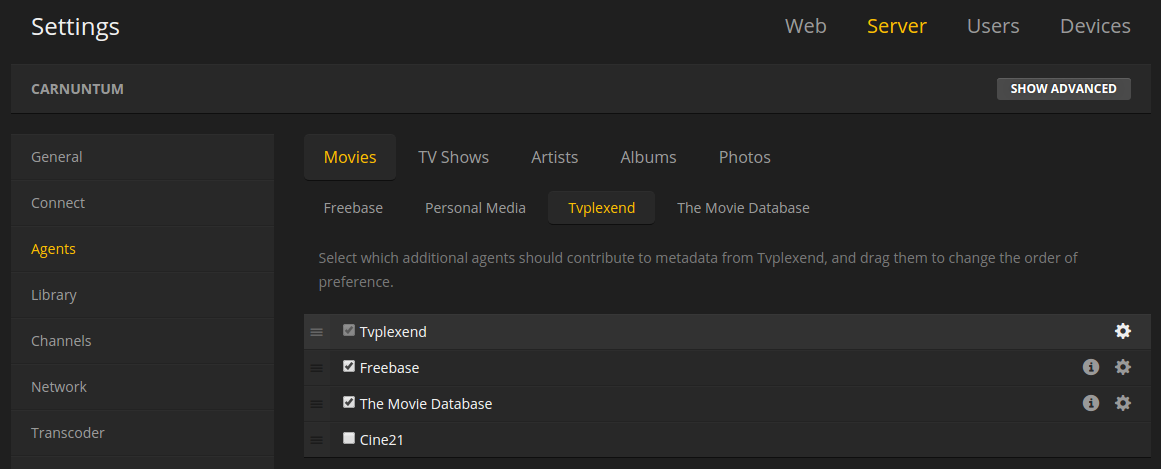 Settings
Web Server Users Devices
CARNUNTUM
SHOW ADVANCED
General
Connect
Agents
Library
Channels
Network
Transcoder
Movies TV Shows Artists Albums Photos
Freebase Personal Media Tvplexend The Movie Database
Select which additional agents should contribute to metadata from Tvplexend, and drag them to change the order of
preference.
Tvplexend
Freebase
The Movie Database
Cine21